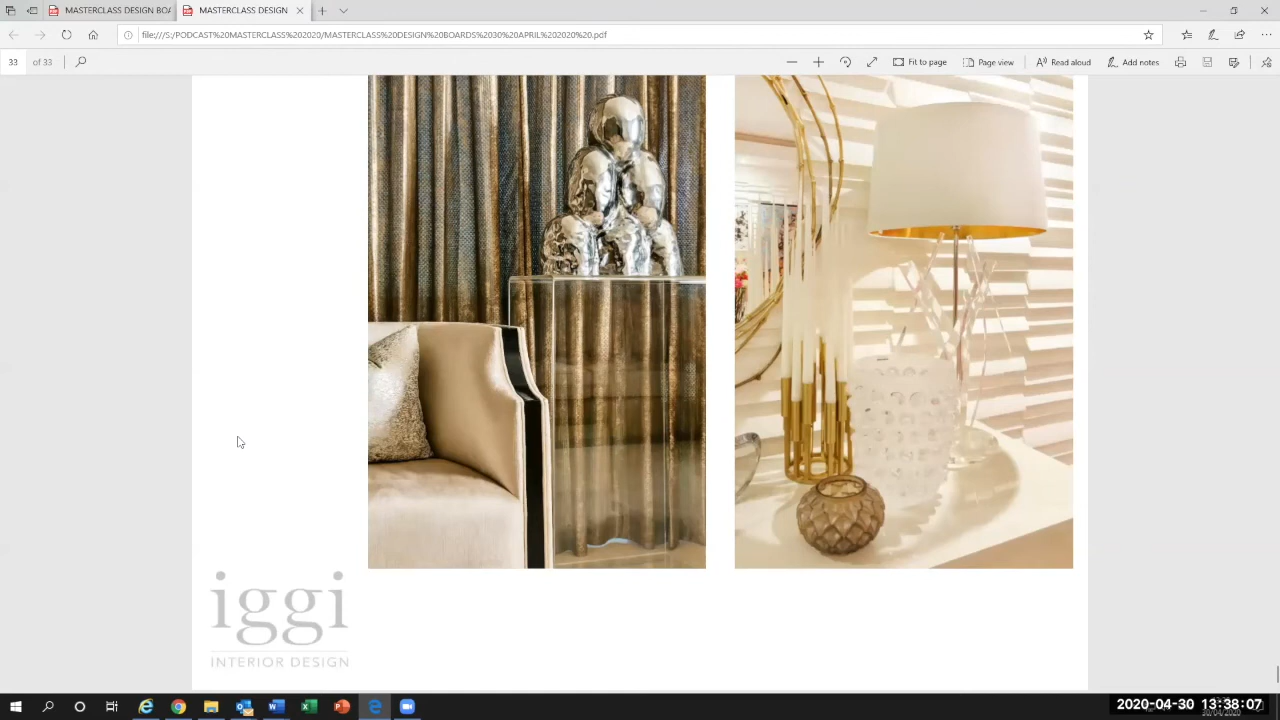 MASTERCLASS DESIGN BOA
MASTERCLASS DESIGN
file:///S:/PODCAST%20MASTERCLASS%202020/MASTERCLASS%20DESIGN%20BOARDS%2030%20APRIL%202020%20.pdf
33 of 33
Fit to page
Page view
Read aloud
Add notes
iggi
INTERIOR DESIGN
2020-04-30 13:38:07